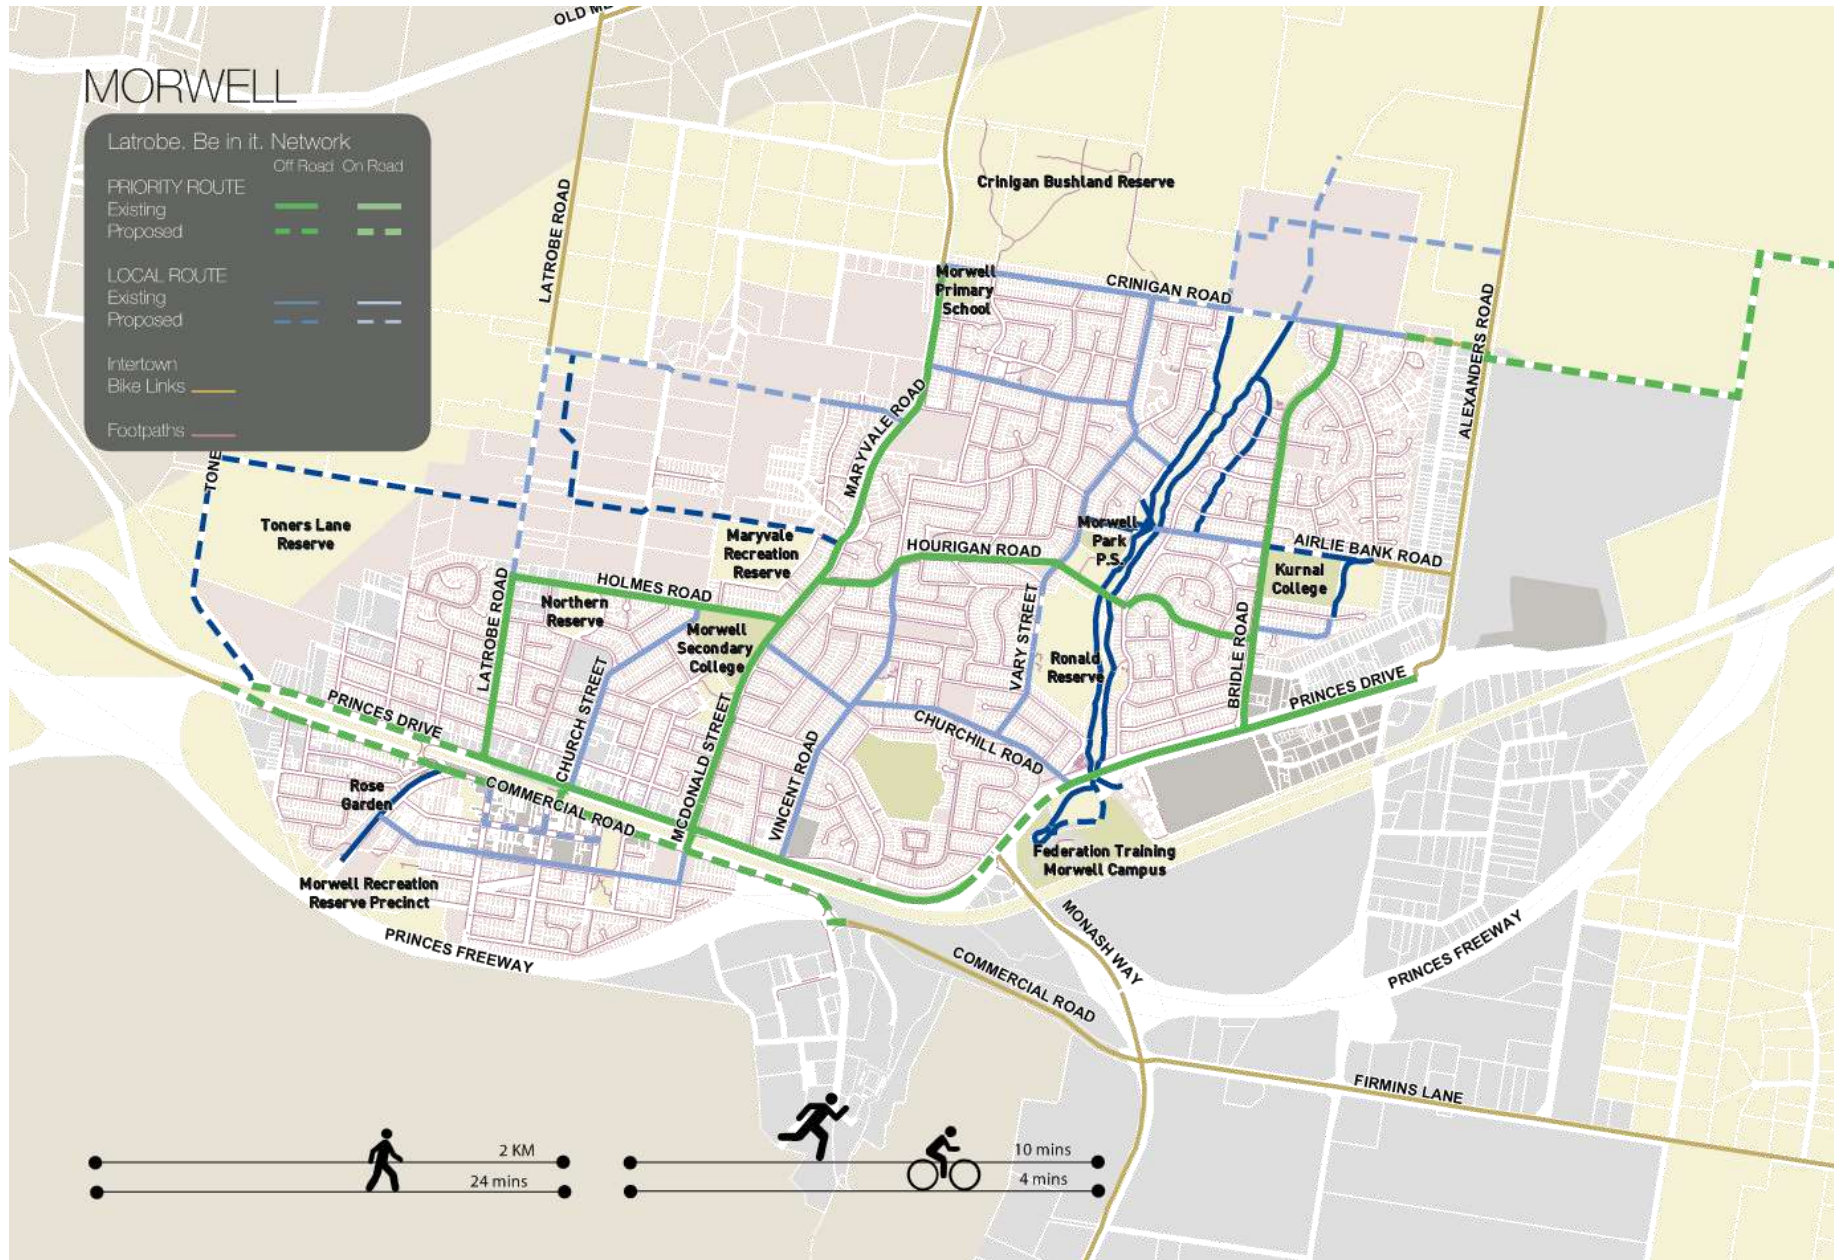 OLD ME
MORWELL
Latrobe. Be in it. Network
Off Road On Road
PRIORITY ROUTE
Existing
Proposed
LOCAL ROUTE
Existing
Proposed
Intertown
Bike Links
Footpaths
LATROBE ROAD
Crinigan Bushland Reserve
Morwell
Primary
School
CRINIGAN ROAD
ALEXANDERS ROAD
MARYVALE ROAD
TONE
Toners Lane
Reserve
Maryvale
Recreation
Reserve
HOURIGAN ROAD
Morwell
Park
P.S.
AIRLIE BANK ROAD
Kurnai
College
HOLMES ROAD
Northern
Reserve
LATROBE ROAD
Morwell
Secondary
College
VARY STREET
Ronald
Reserve
BRIDLE ROAD
PRINCES DRIVE
PRINCES DRIVE
CHURCH STREET
MCDONALD STREET
VINCENT ROAD
CHURCHILL ROAD
Rose
Garden
COMMERCIAL ROAD
Federation Training
Morwell Campus
Morwell Recreation
Reserve Precinct
PRINCES FREEWAY
MONASH WAY
COMMERCIAL ROAD
PRINCES FREEWAY
FIRMINS LANE
2 KM
24 mins
10 mins
4 mins